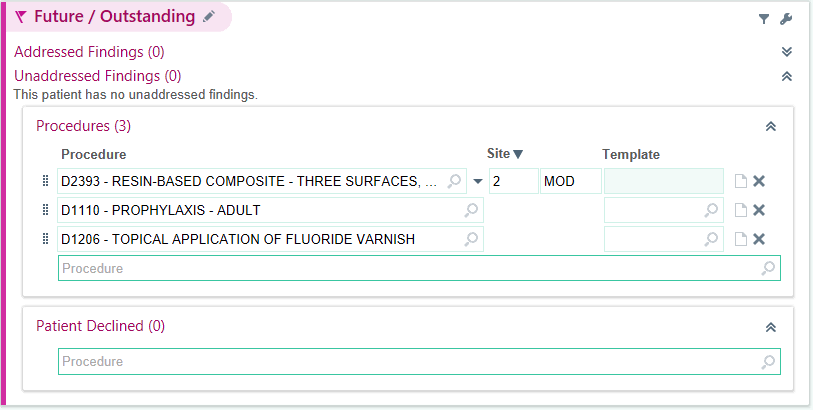 Future / Outstanding
Addressed Findings (0)
Unaddressed Findings (0)
This patient has no unaddressed findings.
Procedures (3)
Procedure Site Template
D2393 - RESIN-BASED COMPOSITE - THREE SURFACES, ... 2 MOD
D1110 - PROPHYLAXIS - ADULT
D1206 - TOPICAL APPLICATION OF FLUORIDE VARNISH
Procedure
Patient Declined (0)
Procedure